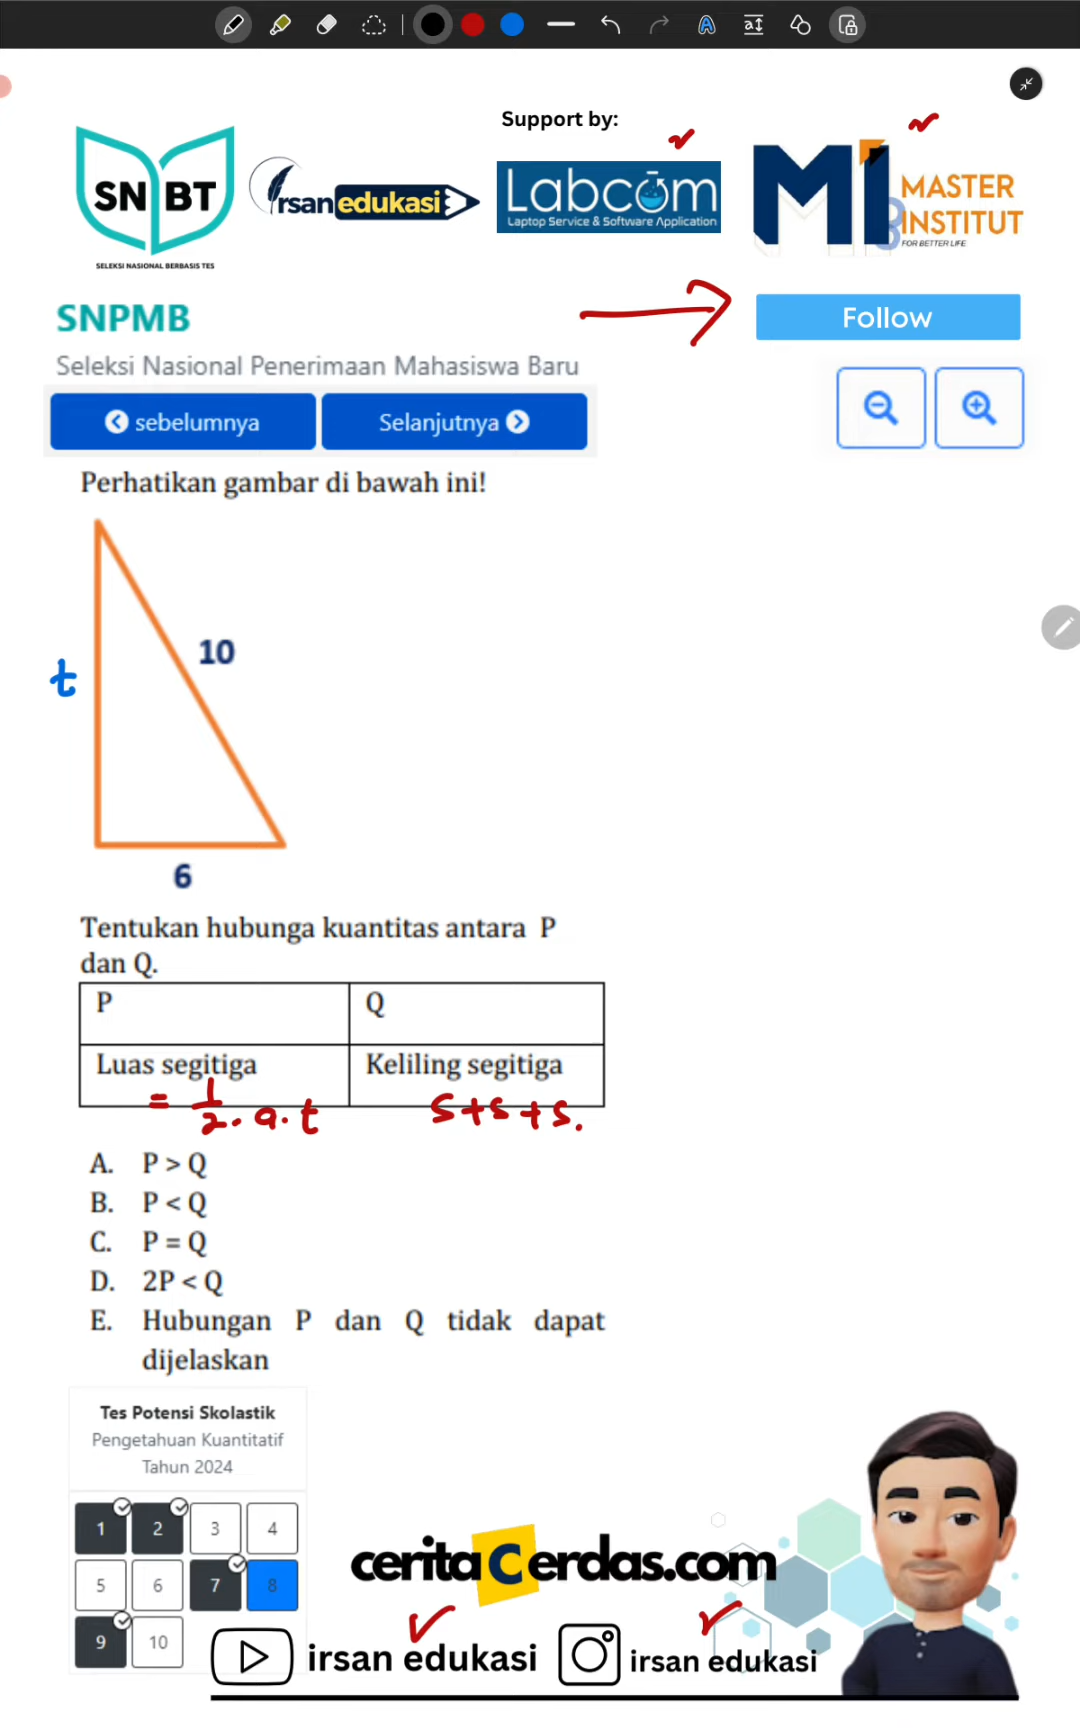 Support by:
SNBT
SELEKSI NASIONAL BERBASIS TES
irsan edukasi
Labcom
Laptop Service & Software Application
MI MASTER
INSTITUT
FOR BETTER LIFE
SNPMB
Follow
Seleksi Nasional Penerimaan Mahasiswa Baru
sebelumnya
Selanjutnya
Perhatikan gambar di bawah ini!
10
t
6
Tentukan hubunga kuantitas antara P
dan Q.
P
Q
Luas segitiga
Keliling segitiga
= 1/2 . a . t
s + s + s.
A. P > Q
B. P < Q
C. P = Q
D. 2P < Q
E. Hubungan P dan Q tidak dapat
dijelaskan
Tes Potensi Skolastik
Pengetahuan Kuantitatif
Tahun 2024
1 2 3 4
5 6 7 8
9 10
ceritaCerdas.com
irsan edukasi
irsan edukasi